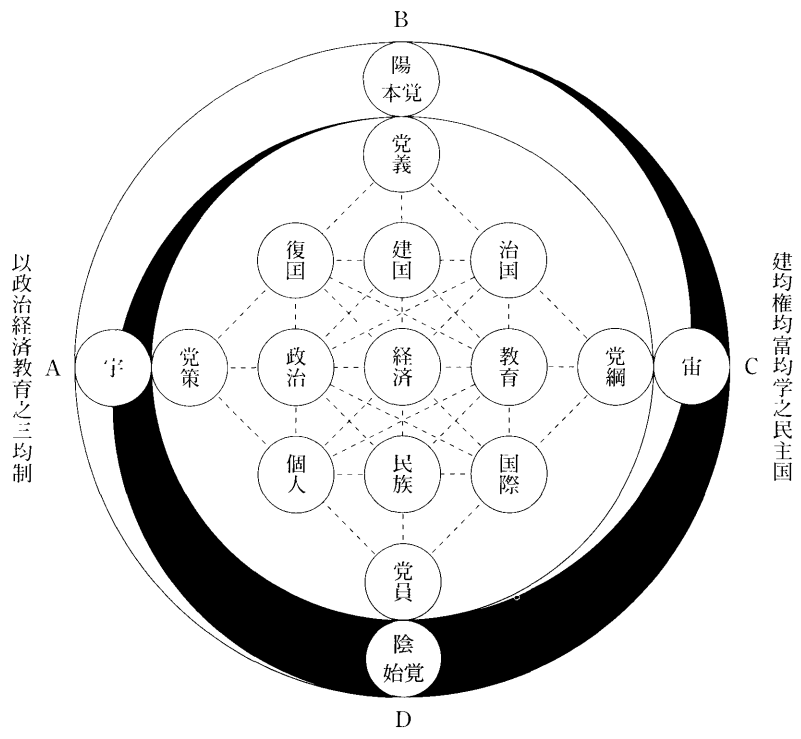 B
陽
本覚
党義
復国
建国
治国
以政治経済教育之三均制
A
宇
党策
政治
経済
教育
党綱
宙
C
建均権均富均学之民主国
個人
民族
国際
党員
陰
始覚
D